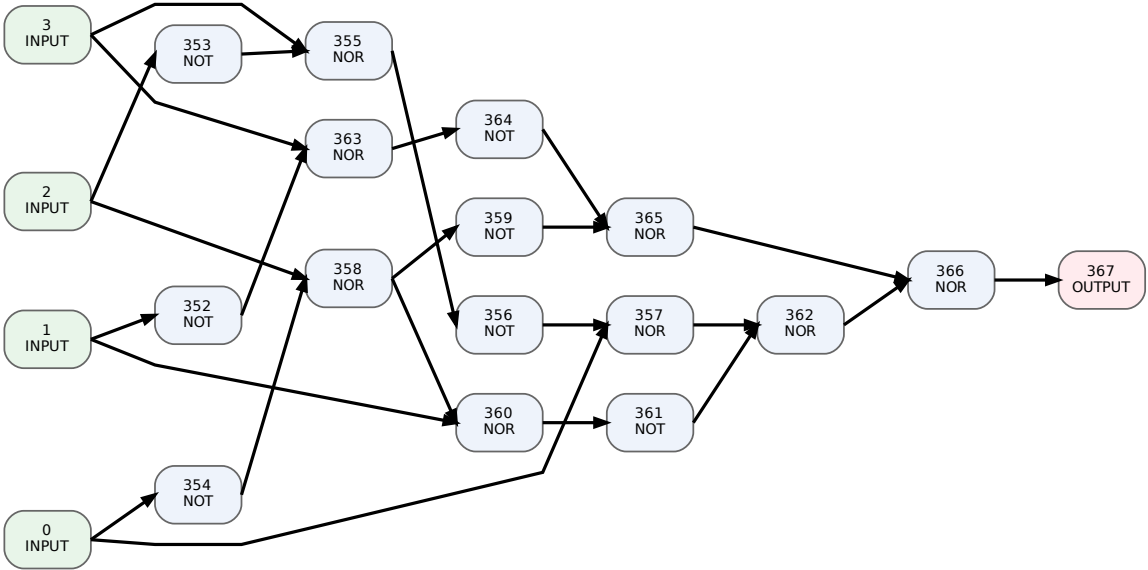 3
INPUT
353
NOT
355
NOR
363
NOR
364
NOT
2
INPUT
359
NOT
365
NOR
358
NOR
366
NOR
367
OUTPUT
352
NOT
1
INPUT
356
NOT
357
NOR
362
NOR
360
NOR
361
NOT
354
NOT
0
INPUT